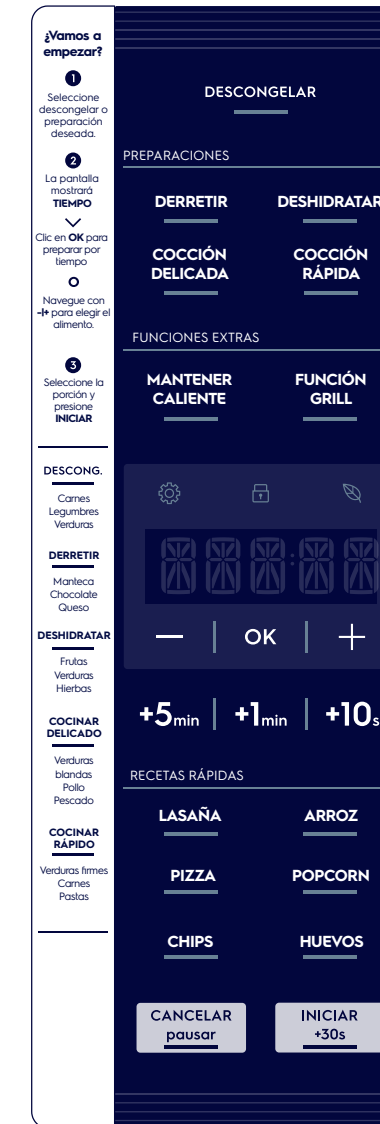 ¿Vamos a
empezar?
1
Seleccione
descongelar o
preparación
deseada.
2
La pantalla
mostrará
TIEMPO
Clic en OK para
preparar por
tiempo
O
Navegue con
-|+ para elegir el
alimento.
3
Seleccione la
porción y
presione
INICIAR
DESCONG.
Carnes
Legumbres
Verduras
DERRETIR
Manteca
Chocolate
Queso
DESHIDRATAR
Frutas
Verduras
Hierbas
COCINAR
DELICADO
Verduras
blandas
Pollo
Pescado
COCINAR
RÁPIDO
Verduras firmes
Carnes
Pastas
DESCONGELAR
PREPARACIONES
DERRETIR DESHIDRATAR
COCCIÓN COCCIÓN
DELICADA RÁPIDA
FUNCIONES EXTRAS
MANTENER FUNCIÓN
CALIENTE GRILL
— | OK | +
+5min | +1min | +10s
RECETAS RÁPIDAS
LASAÑA ARROZ
PIZZA POPCORN
CHIPS HUEVOS
CANCELAR INICIAR
pausar +30s